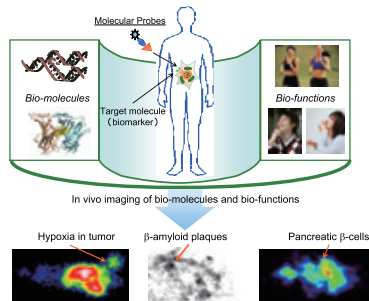 Molecular Probes
Bio-molecules
Target molecule
(biomarker)
Bio-functions
In vivo imaging of bio-molecules and bio-functions
Hypoxia in tumor
β-amyloid plaques
Pancreatic β-cells